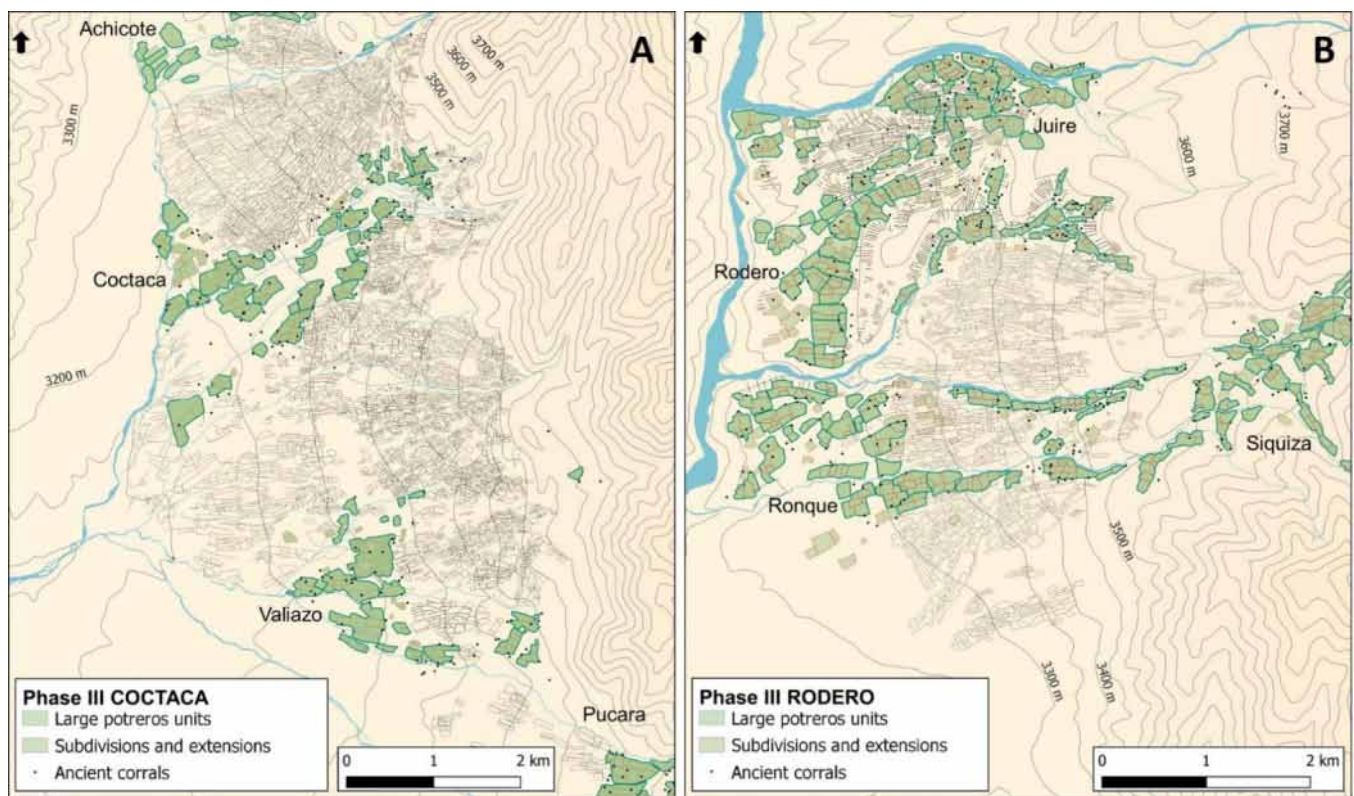 Achicote
A
3700 m
3600 m
3500 m
3300 m
Coctaca
3200 m
Valiazo
Pucara
Phase III COCTACA
Large potreros units
Subdivisions and extensions
Ancient corrals
0 1 2 km
B
Juire
3700 m
3600 m
Rodero
Siquiza
Ronque
3500 m
3300 m
3400 m
Phase III RODERO
Large potreros units
Subdivisions and extensions
Ancient corrals
0 1 2 km